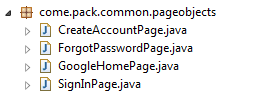 come.pack.common.pageobjects
CreateAccountPage.java
ForgotPasswordPage.java
GoogleHomePage.java
SignInPage.java